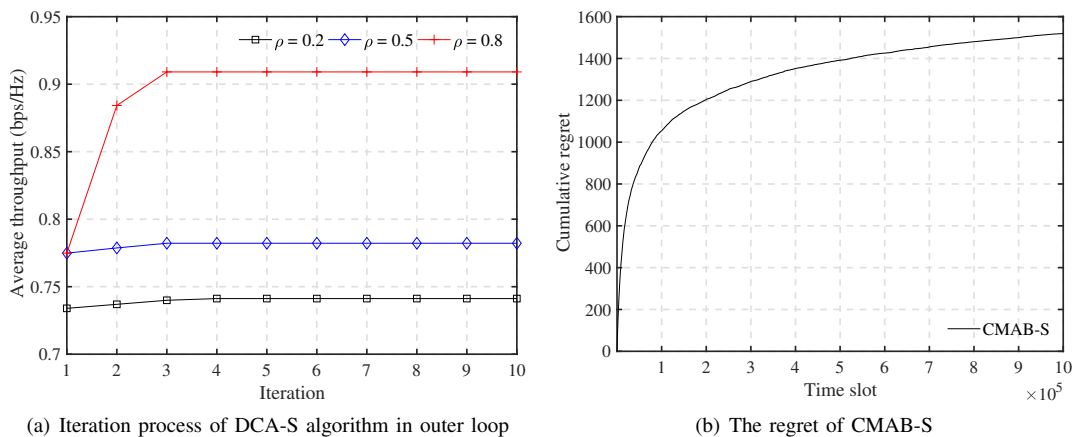 0.95
0.9
0.85
0.8
0.75
0.7
Average throughput (bps/Hz)
ρ = 0.2 ρ = 0.5 ρ = 0.8
1 2 3 4 5 6 7 8 9 10
Iteration
(a) Iteration process of DCA-S algorithm in outer loop
1600
1400
1200
1000
800
600
400
200
0
Cumulative regret
CMAB-S
1 2 3 4 5 6 7 8 9 10
Time slot
×10⁵
(b) The regret of CMAB-S